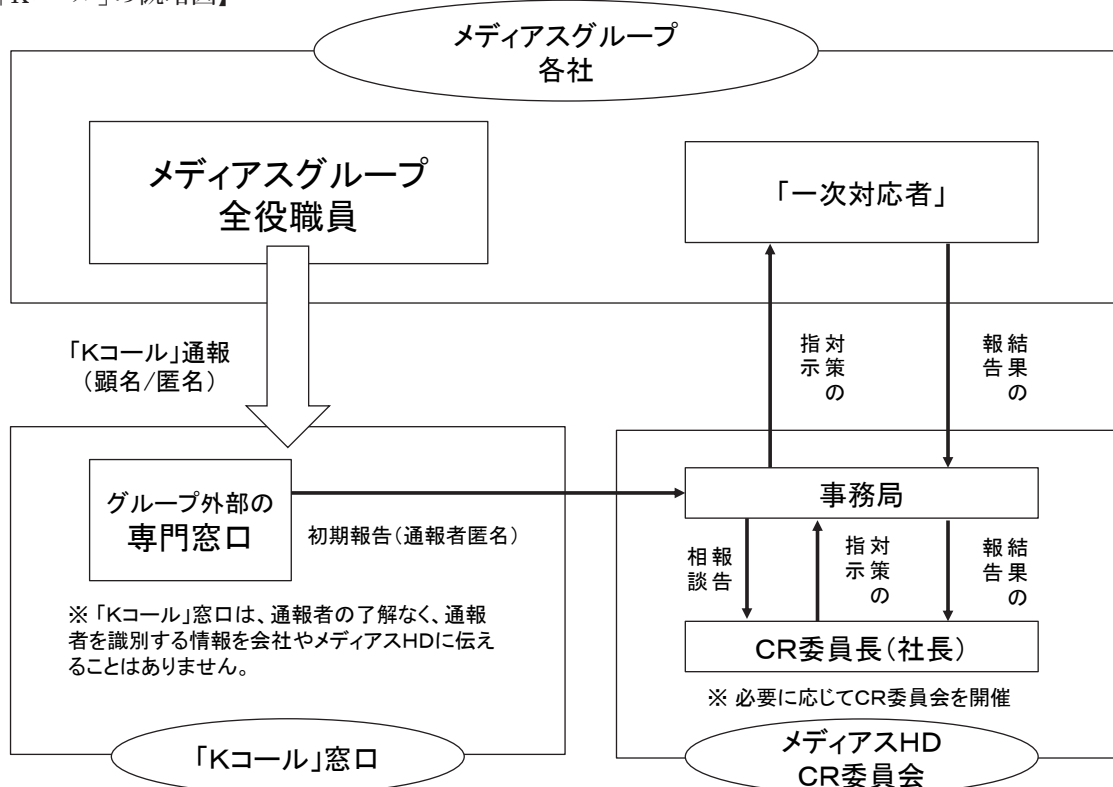 メディアスグループ
各社
メディアスグループ
全役職員
「一次対応者」
「Kコール」通報
（顕名/匿名）
対策の
指示
結果の
報告
グループ外部の
専門窓口
初期報告（通報者匿名）
事務局
報告
相談
対策の
指示
結果の
報告
※「Kコール」窓口は、通報者の了解なく、通報
者を識別する情報を会社やメディアスHDに伝え
ることはありません。
CR委員長（社長）
※ 必要に応じてCR委員会を開催
「Kコール」窓口
メディアスHD
CR委員会